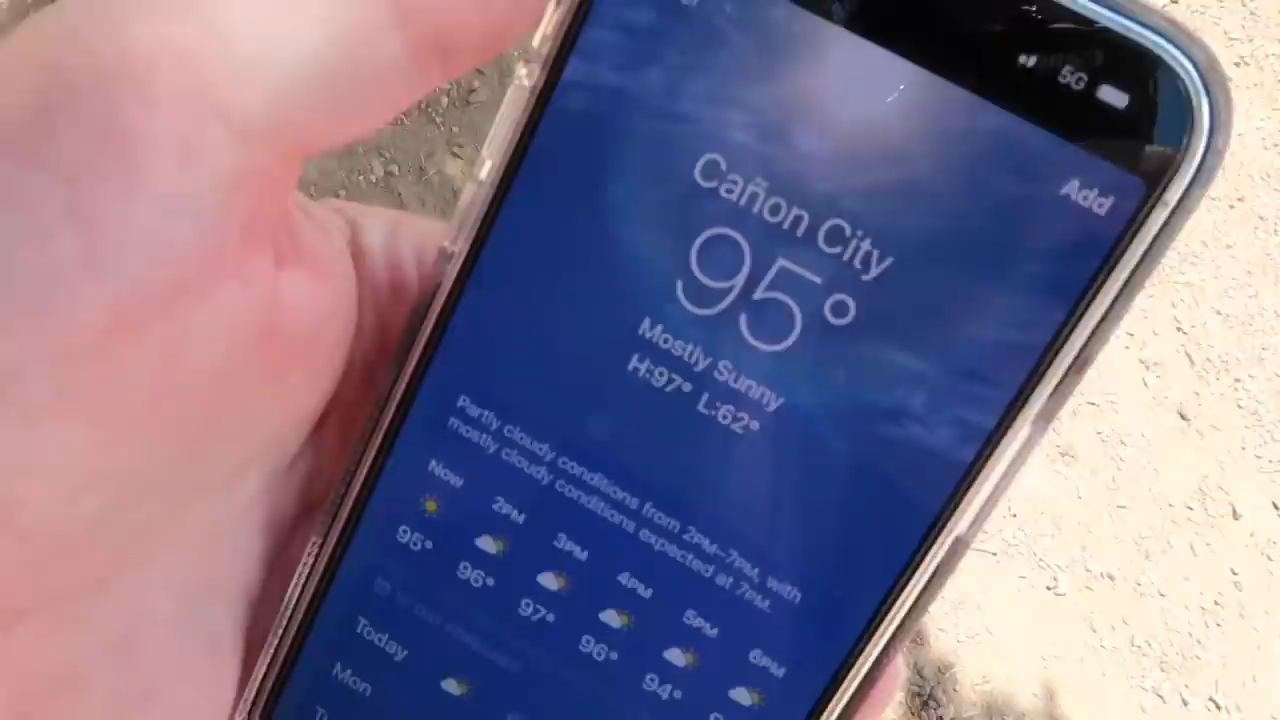 5G
Add
Cañon City
95°
Mostly Sunny
H:97° L:62°
Partly cloudy conditions from 2PM–7PM, with
mostly cloudy conditions expected at 7PM.
Now 2PM 3PM 4PM 5PM 6PM
95° 96° 97° 96° 94°
Today
Mon